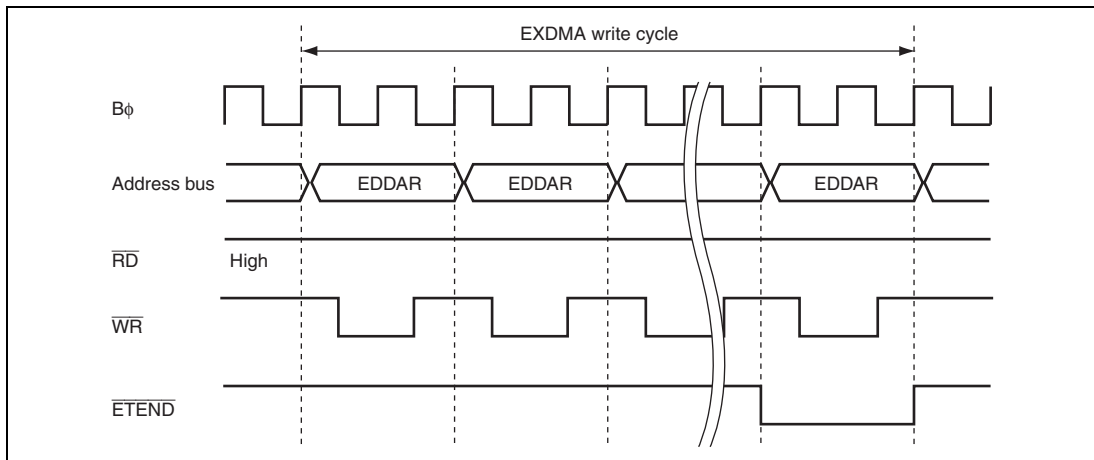 EXDMA write cycle
Bϕ
Address bus
EDDAR
EDDAR
EDDAR
RD
High
WR
ETEND